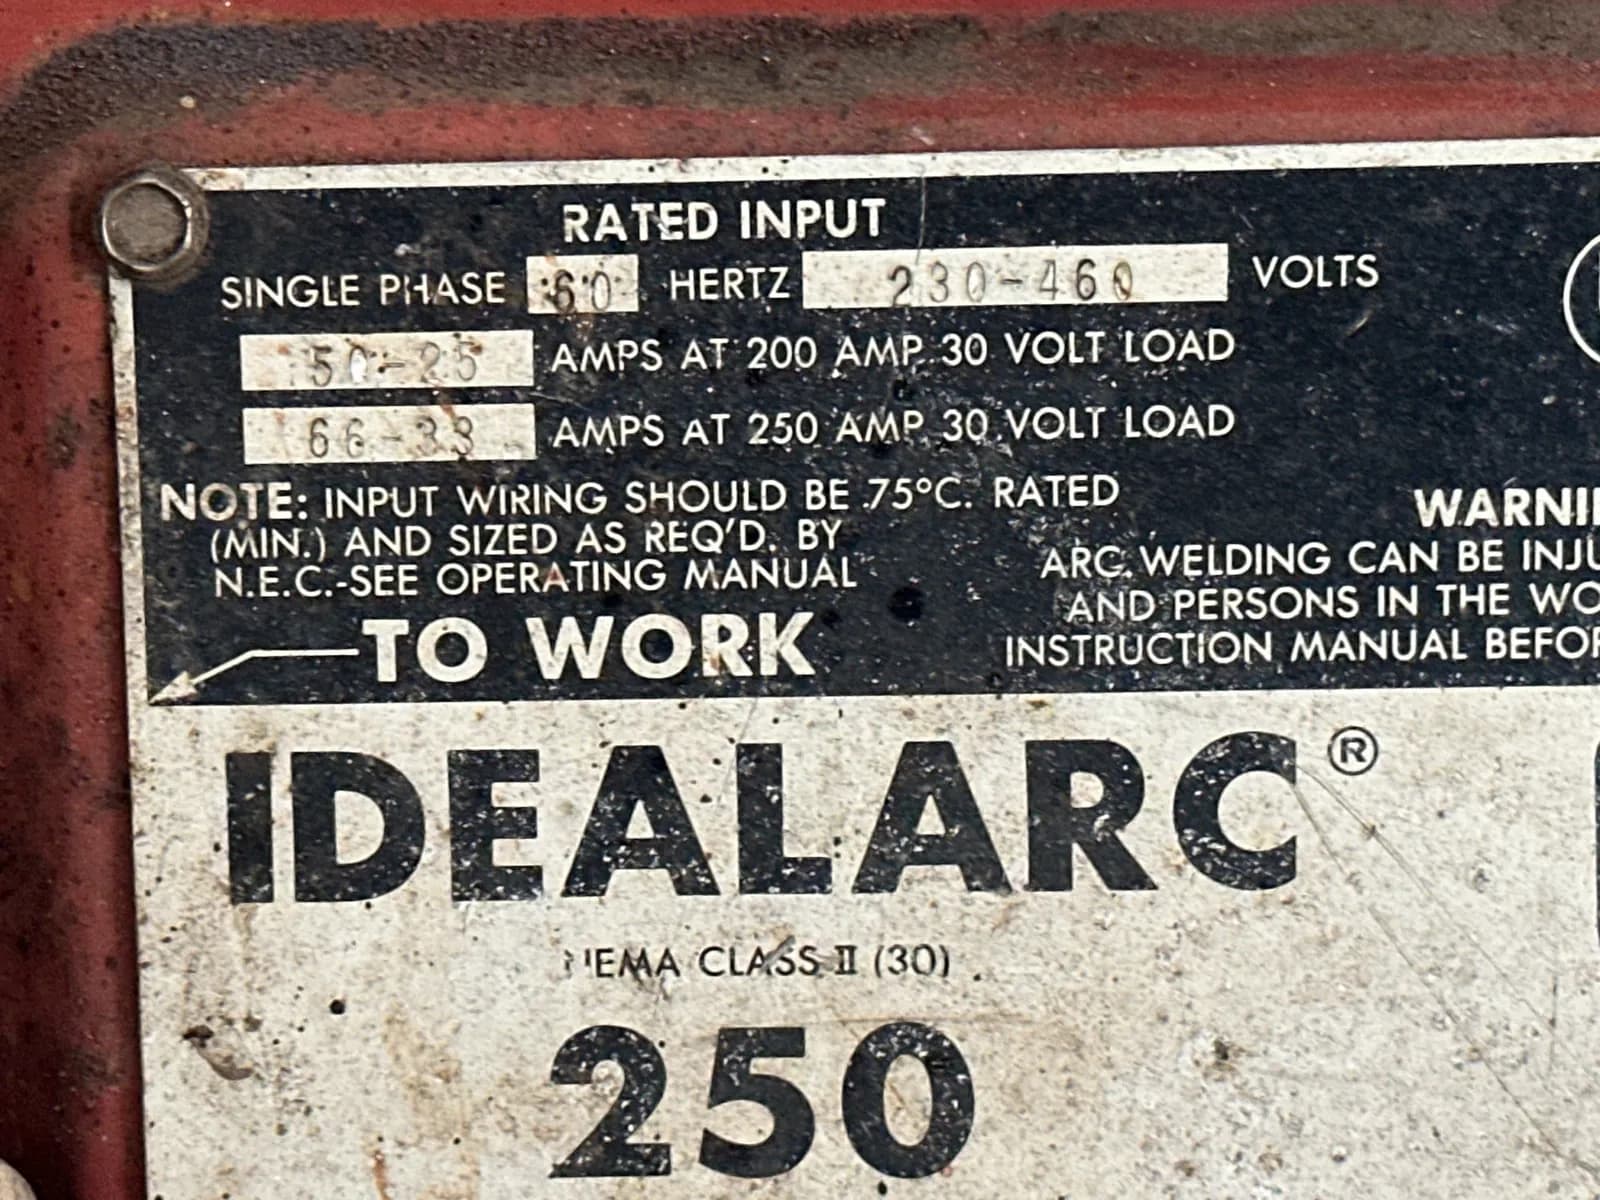 RATED INPUT
SINGLE PHASE 60 HERTZ 230-460 VOLTS
50-25 AMPS AT 200 AMP. 30 VOLT LOAD
66-33 AMPS AT 250 AMP. 30 VOLT LOAD
NOTE: INPUT WIRING SHOULD BE 75°C. RATED
(MIN.) AND SIZED AS REQ'D. BY
N.E.C.-SEE OPERATING MANUAL
TO WORK
ARC WELDING CAN BE
AND PERSONS IN THE
INSTRUCTION MANUAL
IDEALARC®
NEMA CLASS II (30)
250